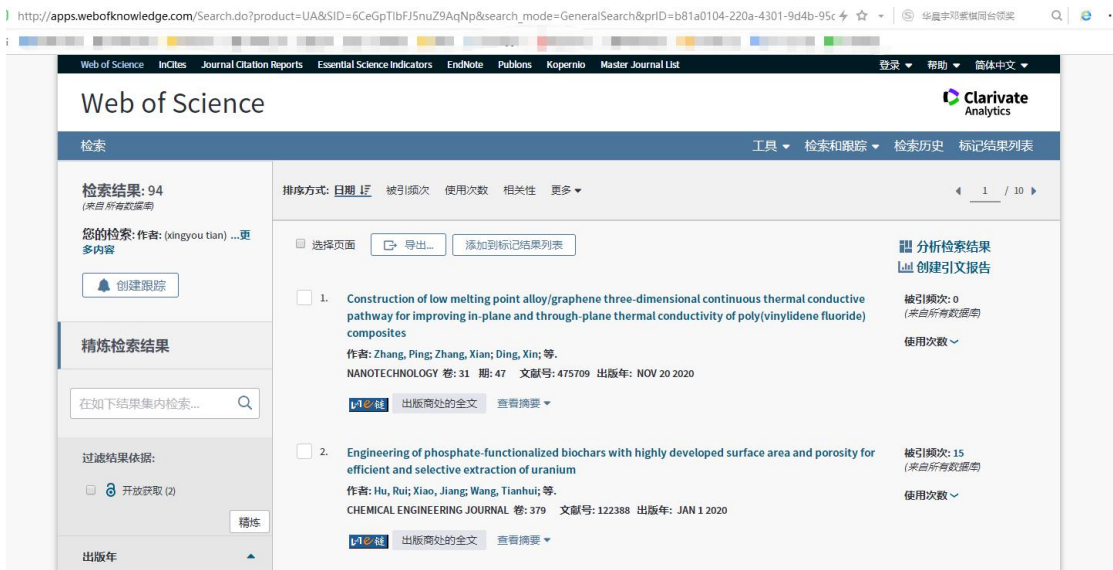 http://apps.webofknowledge.com/Search.do?product=UA&SID=6CeGpTlbFJ5nuZ9AqNp&search_mode=GeneralSearch&prID=b81a0104-220a-4301-9d4b-95c
华晨宇邓紫棋同台领奖
Web of Science InCites Journal Citation Reports Essential Science Indicators EndNote Publons Kopernio Master Journal List 登录 帮助 简体中文
Web of Science
Clarivate
Analytics
检索 工具 检索和跟踪 检索历史 标记结果列表
检索结果: 94
(来自所有数据库)
您的检索: 作者: (xingyou tian) ...更
多内容
创建跟踪
精炼检索结果
在如下结果集内检索...
过滤结果依据:
开放获取 (2)
精炼
出版年
排序方式: 日期 被引频次 使用次数 相关性 更多
1 / 10
选择页面 导出... 添加到标记结果列表
分析检索结果
创建引文报告
1. Construction of low melting point alloy/graphene three-dimensional continuous thermal conductive
pathway for improving in-plane and through-plane thermal conductivity of poly(vinylidene fluoride)
composites
作者: Zhang, Ping; Zhang, Xian; Ding, Xin; 等.
NANOTECHNOLOGY 卷: 31 期: 47 文献号: 475709 出版年: NOV 20 2020
出版商处的全文 查看摘要
被引频次: 0
(来自所有数据库)
使用次数
2. Engineering of phosphate-functionalized biochars with highly developed surface area and porosity for
efficient and selective extraction of uranium
作者: Hu, Rui; Xiao, Jiang; Wang, Tianhui; 等.
CHEMICAL ENGINEERING JOURNAL 卷: 379 文献号: 122388 出版年: JAN 1 2020
出版商处的全文 查看摘要
被引频次: 15
(来自所有数据库)
使用次数